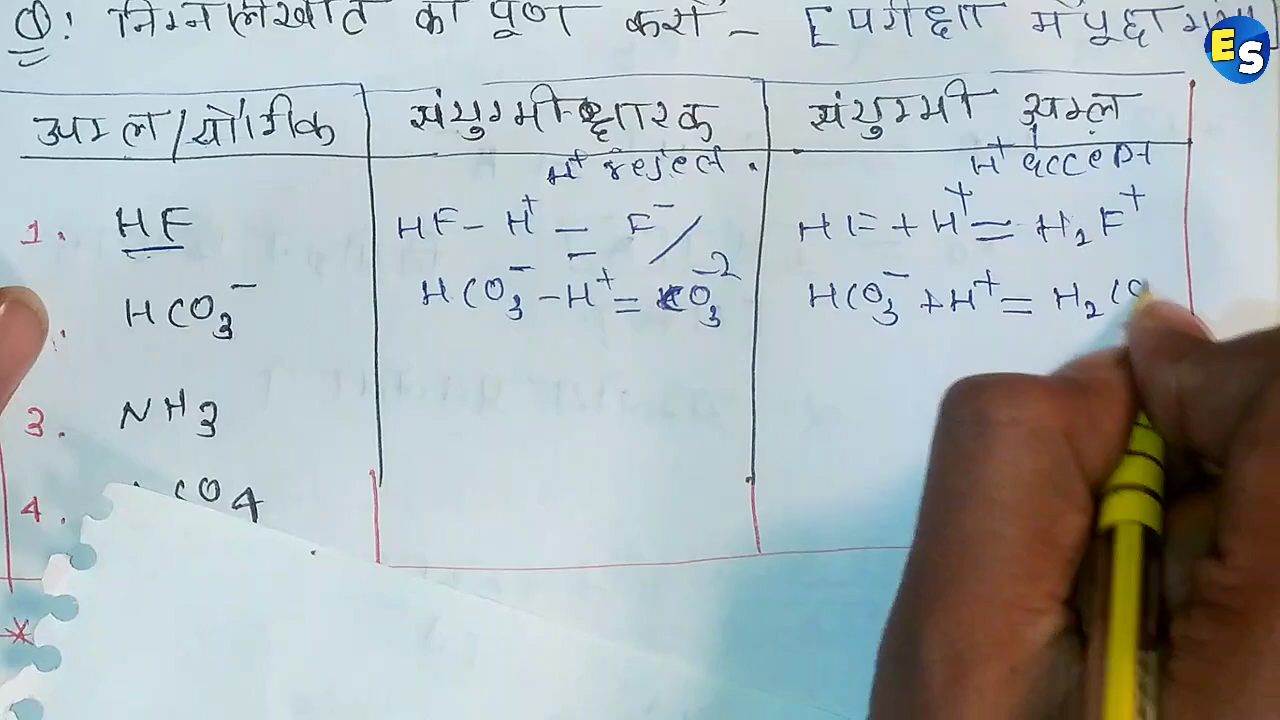 Q: निम्नलिखीत को पूर्ण करो - [परीक्षा में पूछा गया]
ES
अम्ल/यौगीक संयुग्मी क्षारक संयुग्मी अम्ल
H⁺ reject. H⁺ accept
1. HF HF - H⁺ = F⁻/ HF + H⁺ = H₂F⁺
HCO₃⁻ HCO₃⁻ - H⁺ = CO₃⁻² HCO₃⁻ + H⁺ = H₂CO
3. NH3
4. CO4
*